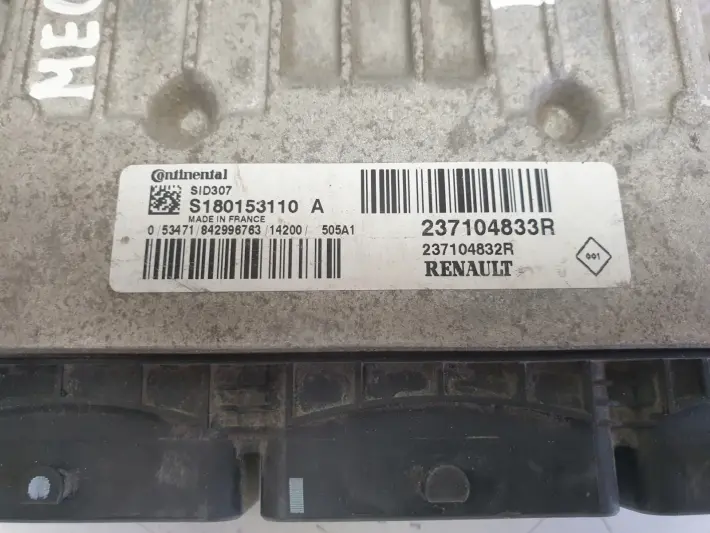 MEG
Continental
SID307
S180153110 A
MADE IN FRANCE
0 / 53471 / 842996763 / 14200 / 505A1
237104833R
237104832R
RENAULT
001